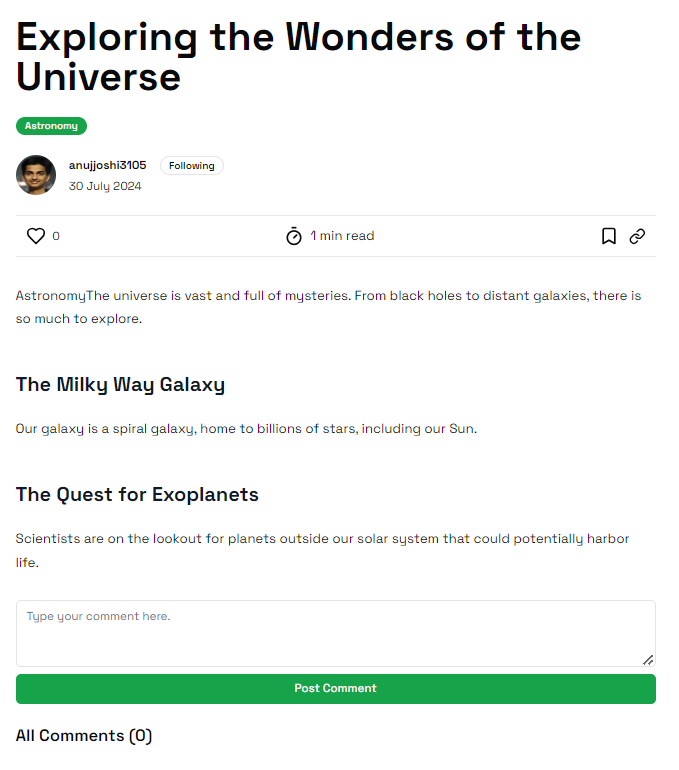 Exploring the Wonders of the
Universe
Astronomy
anujjoshi3105 Following
30 July 2024
0 1 min read
AstronomyThe universe is vast and full of mysteries. From black holes to distant galaxies, there is
so much to explore.
The Milky Way Galaxy
Our galaxy is a spiral galaxy, home to billions of stars, including our Sun.
The Quest for Exoplanets
Scientists are on the lookout for planets outside our solar system that could potentially harbor
life.
Type your comment here.
Post Comment
All Comments (0)